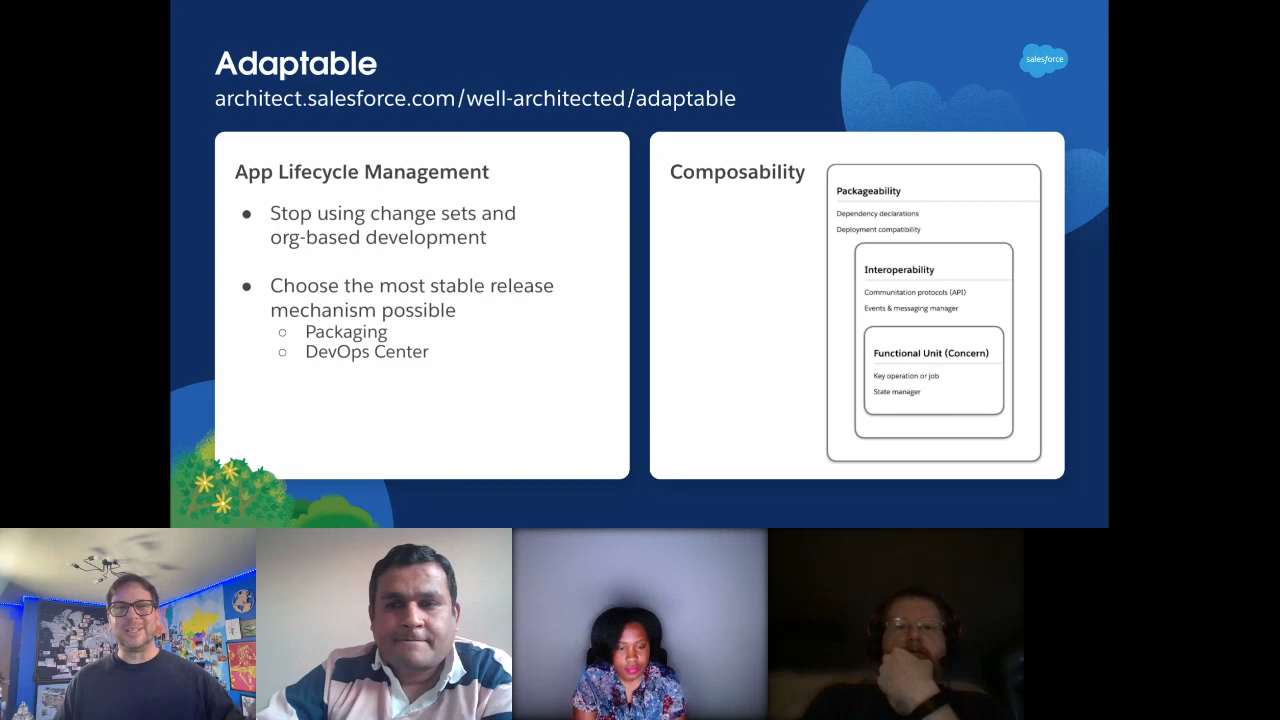 Adaptable
architect.salesforce.com/well-architected/adaptable
salesforce
App Lifecycle Management
● Stop using change sets and
org-based development
● Choose the most stable release
mechanism possible
○ Packaging
○ DevOps Center
Composability
Packageability
Dependency declarations
Deployment compatibility
Interoperability
Communitation protocols (API)
Events & messaging manager
Functional Unit (Concern)
Key operation or job
State manager